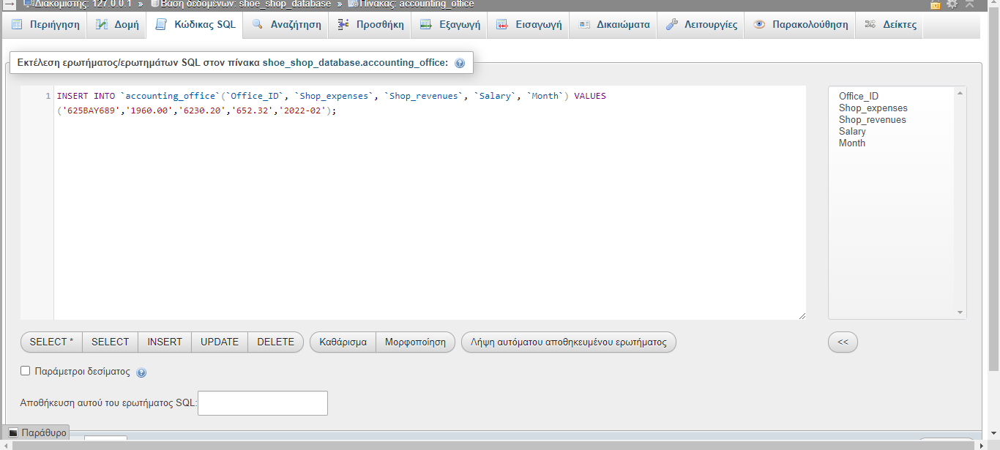 Διακομιστής: 127.0.0.1 » Βάση δεδομένων: shoe_shop_database » Πίνακας: accounting_office
Περιήγηση Δομή Κώδικας SQL Αναζήτηση Προσθήκη Εξαγωγή Εισαγωγή Δικαιώματα Λειτουργίες Παρακολούθηση Δείκτες
Εκτέλεση ερωτήματος/ερωτημάτων SQL στον πίνακα shoe_shop_database.accounting_office:
1 INSERT INTO `accounting_office`(`Office_ID`, `Shop_expenses`, `Shop_revenues`, `Salary`, `Month`) VALUES
('625BAY689','1960.00','6230.20','652.32','2022-02');
Office_ID
Shop_expenses
Shop_revenues
Salary
Month
SELECT * SELECT INSERT UPDATE DELETE Καθάρισμα Μορφοποίηση Λήψη αυτόματου αποθηκευμένου ερωτήματος <<
Παράμετροι δεσίματος
Αποθήκευση αυτού του ερωτήματος SQL:
Παράθυρο